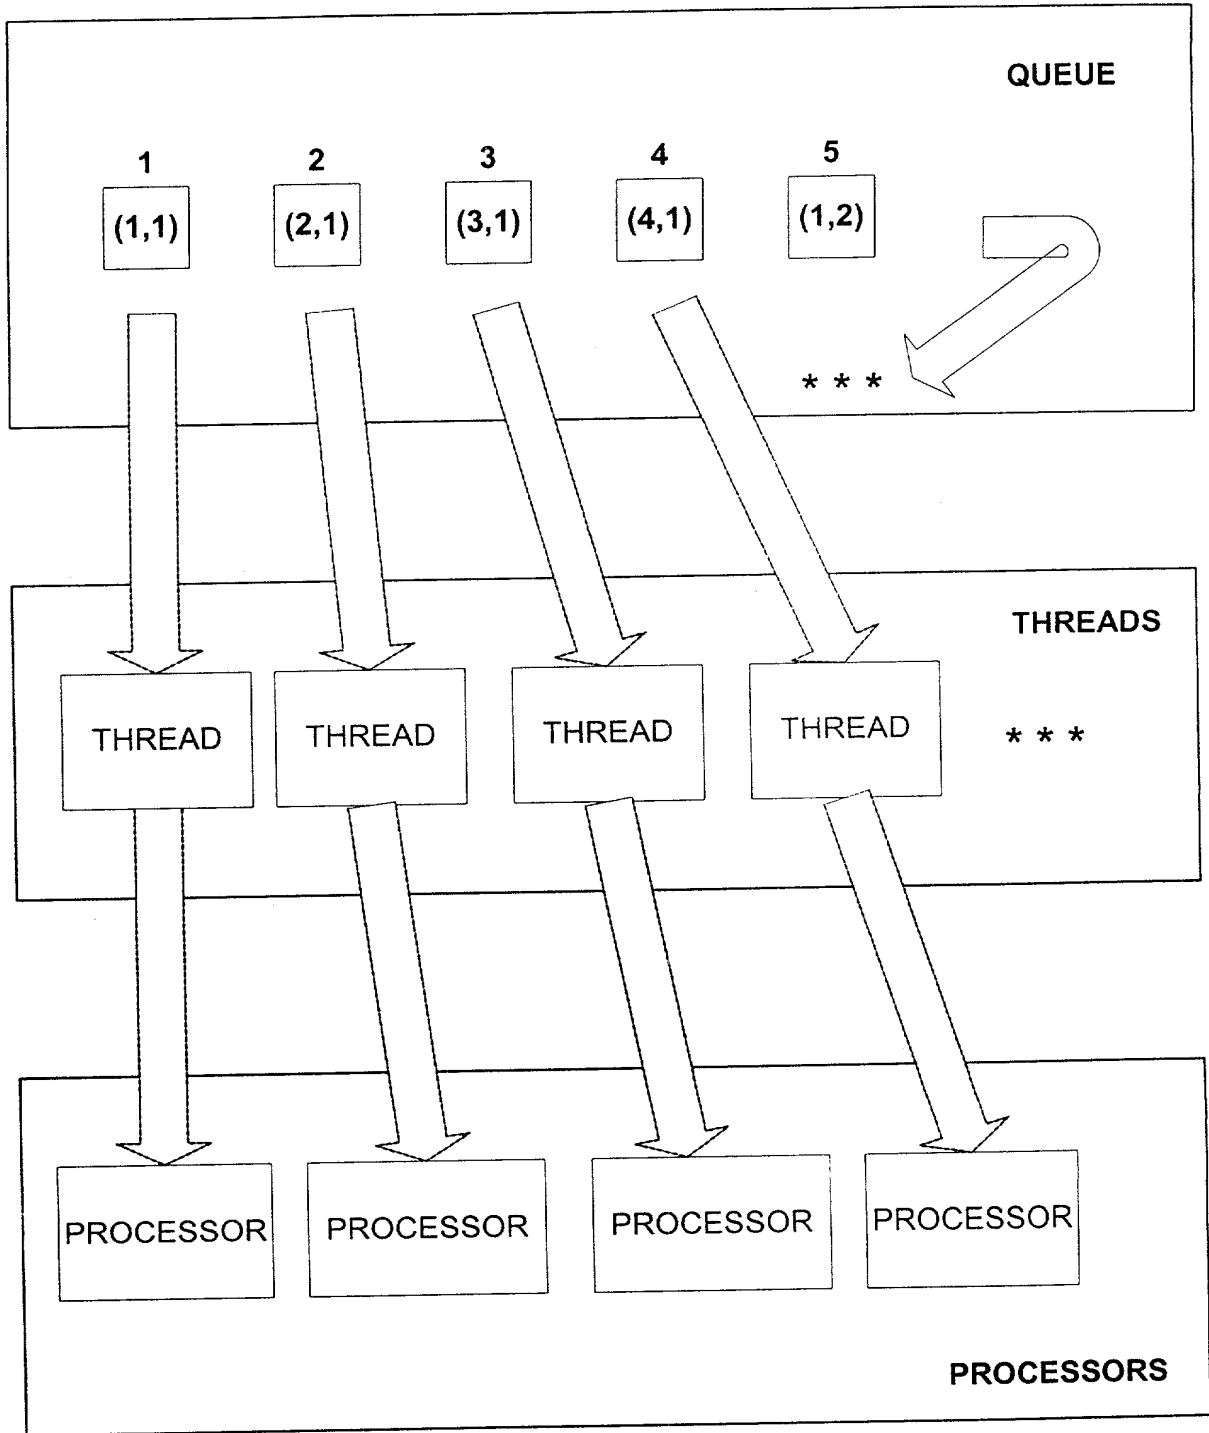 QUEUE
1 2 3 4 5
(1,1) (2,1) (3,1) (4,1) (1,2)
* * *
THREADS
THREAD THREAD THREAD THREAD * * *
PROCESSOR PROCESSOR PROCESSOR PROCESSOR
PROCESSORS